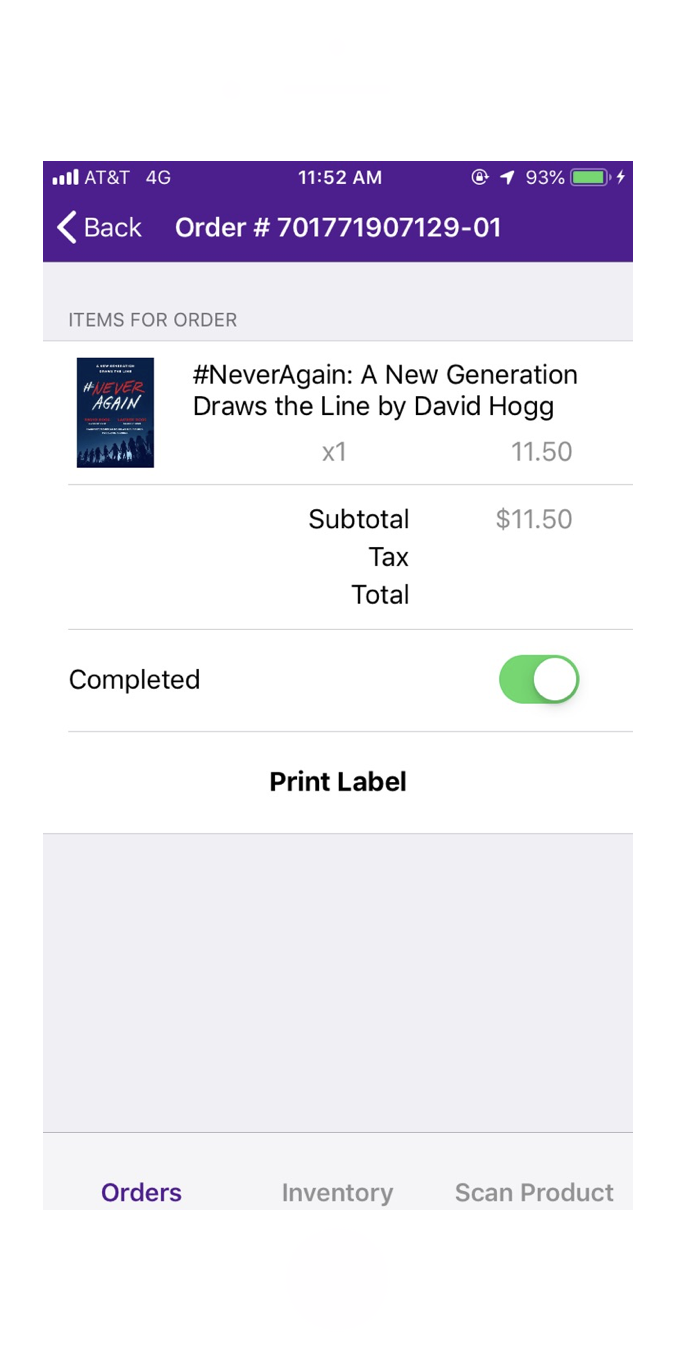 AT&T 4G 11:52 AM 93%
Back Order # 701771907129-01
ITEMS FOR ORDER
A NEW GENERATION
DRAWS THE LINE
#NEVER
AGAIN
#NeverAgain: A New Generation
Draws the Line by David Hogg
x1 11.50
Subtotal $11.50
Tax
Total
Completed
Print Label
Orders Inventory Scan Product